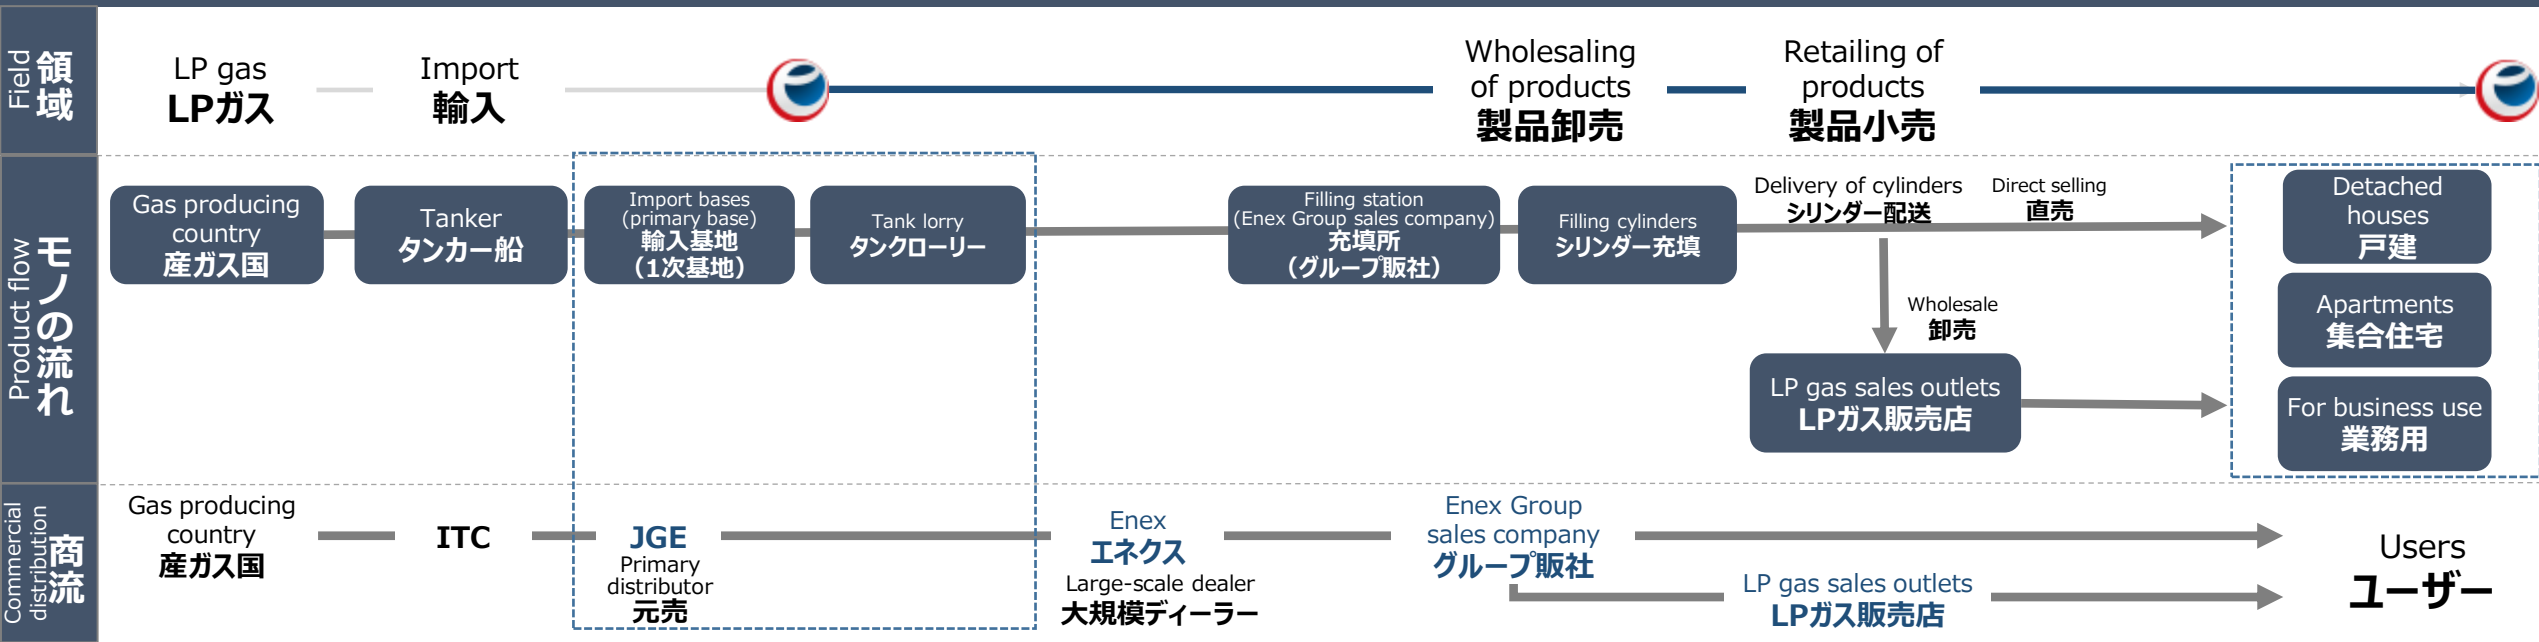 Field
領域
LP gas
LPガス
Import
輸入
Wholesaling
of products
製品卸売
Retailing of
products
製品小売
Product flow
モノの流れ
Gas producing
country
産ガス国
Tanker
タンカー船
Import bases
(primary base)
輸入基地
（1次基地）
Tank lorry
タンクローリー
Filling station
(Enex Group sales company)
充填所
（グループ販社）
Filling cylinders
シリンダー充填
Delivery of cylinders
シリンダー配送
Direct selling
直売
Wholesale
卸売
LP gas sales outlets
LPガス販売店
Detached
houses
戸建
Apartments
集合住宅
For business use
業務用
Commercial
distribution
商流
Gas producing
country
産ガス国
ITC
JGE
Primary
distributor
元売
Enex
エネクス
Large-scale dealer
大規模ディーラー
Enex Group
sales company
グループ販社
LP gas sales outlets
LPガス販売店
Users
ユーザー